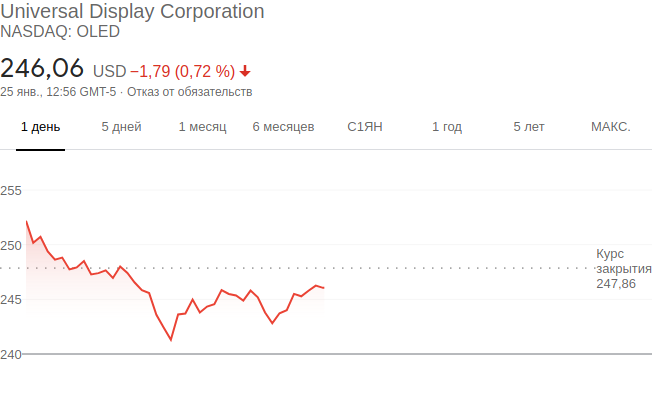 Universal Display Corporation
NASDAQ: OLED
246,06 USD −1,79 (0,72 %)
25 янв., 12:56 GMT-5 · Отказ от обязательств
1 день 5 дней 1 месяц 6 месяцев С1ЯН 1 год 5 лет МАКС.
255
250
Курс
закрытия
247,86
245
240